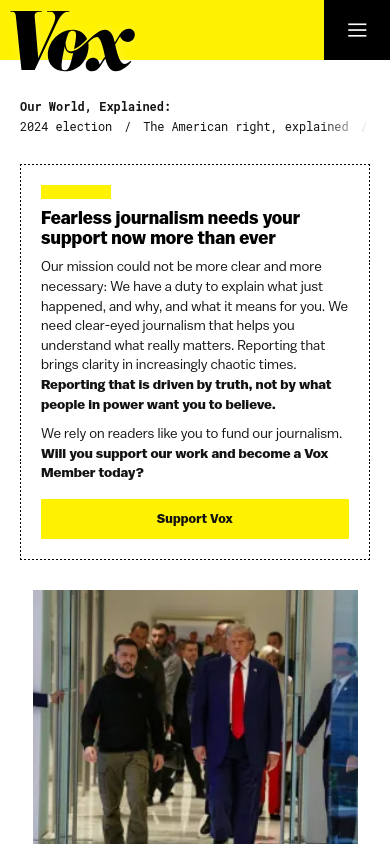 Vox
Our World, Explained:
2024 election / The American right, explained /
Fearless journalism needs your
support now more than ever
Our mission could not be more clear and more
necessary: We have a duty to explain what just
happened, and why, and what it means for you. We
need clear-eyed journalism that helps you
understand what really matters. Reporting that
brings clarity in increasingly chaotic times.
Reporting that is driven by truth, not by what
people in power want you to believe.
We rely on readers like you to fund our journalism.
Will you support our work and become a Vox
Member today?
Support Vox